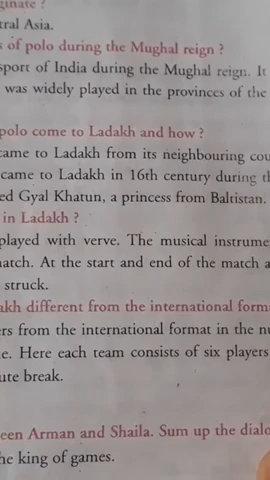 ginate ?
tral Asia.
s of polo during the Mughal reign ?
sport of India during the Mughal reign. It
was widely played in the provinces of the
polo come to Ladakh and how ?
came to Ladakh from its neighbouring cou
came to Ladakh in 16th century during th
ed Gyal Khatun, a princess from Baltistan.
in Ladakh ?
played with verve. The musical instrume
match. At the start and end of the match a
struck.
akh different from the international forma
ers from the international format in the nu
e. Here each team consists of six players
ute break.
een Arman and Shaila. Sum up the dialo
he king of games.